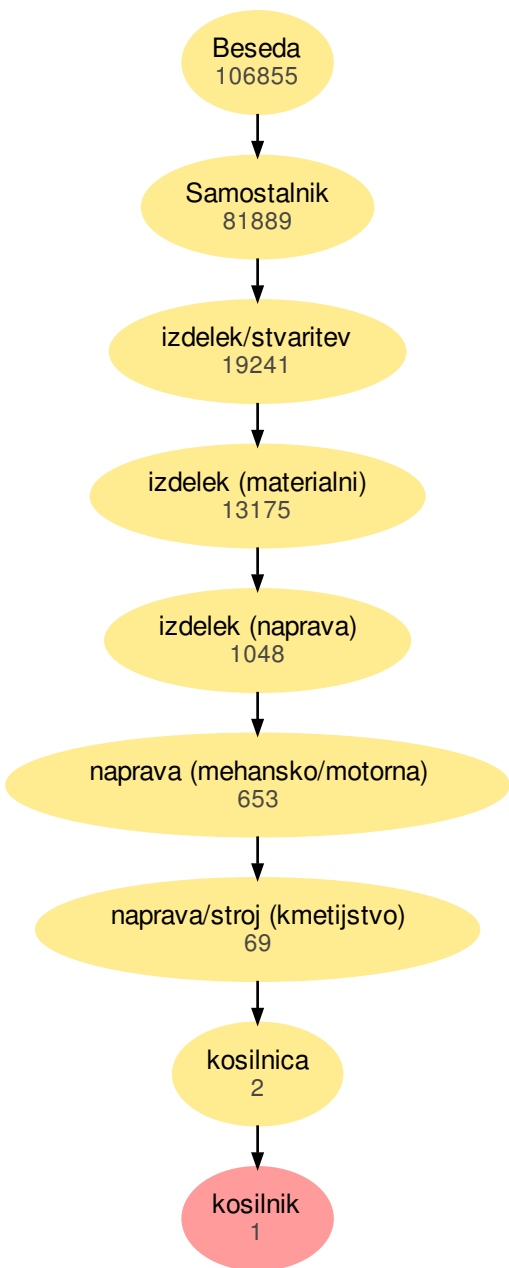 Beseda
106855
Samostalnik
81889
izdelek/stvaritev
19241
izdelek (materialni)
13175
izdelek (naprava)
1048
naprava (mehansko/motorna)
653
naprava/stroj (kmetijstvo)
69
kosilnica
2
kosilnik
1